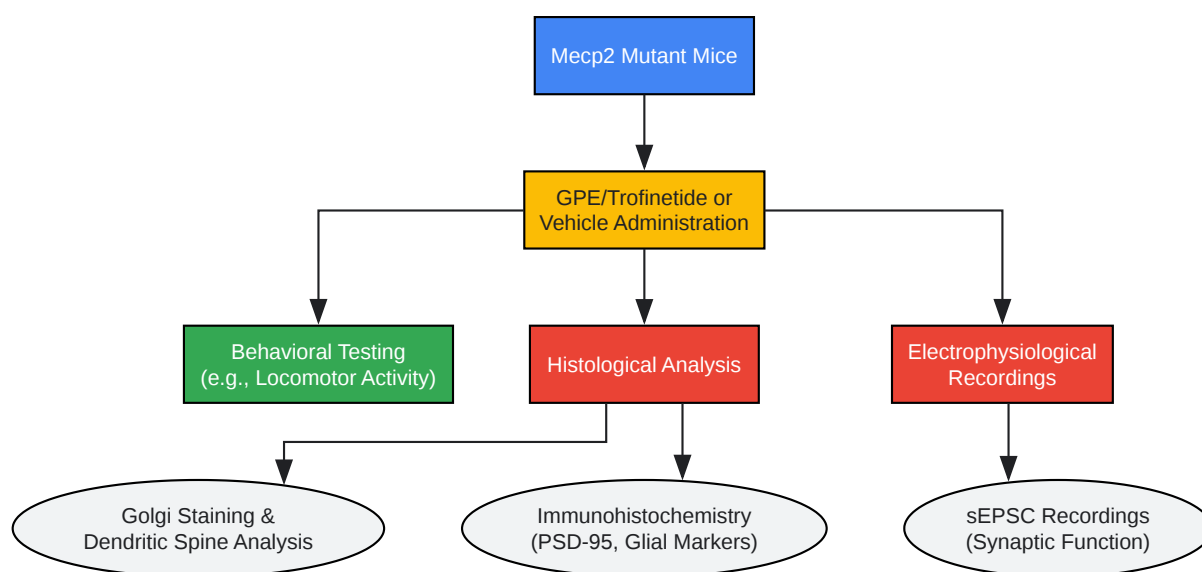 Mecp2 Mutant Mice
GPE/Trofinetide or
Vehicle Administration
Behavioral Testing
(e.g., Locomotor Activity)
Histological Analysis
Electrophysiological
Recordings
Golgi Staining &
Dendritic Spine Analysis
Immunohistochemistry
(PSD-95, Glial Markers)
sEPSC Recordings
(Synaptic Function)